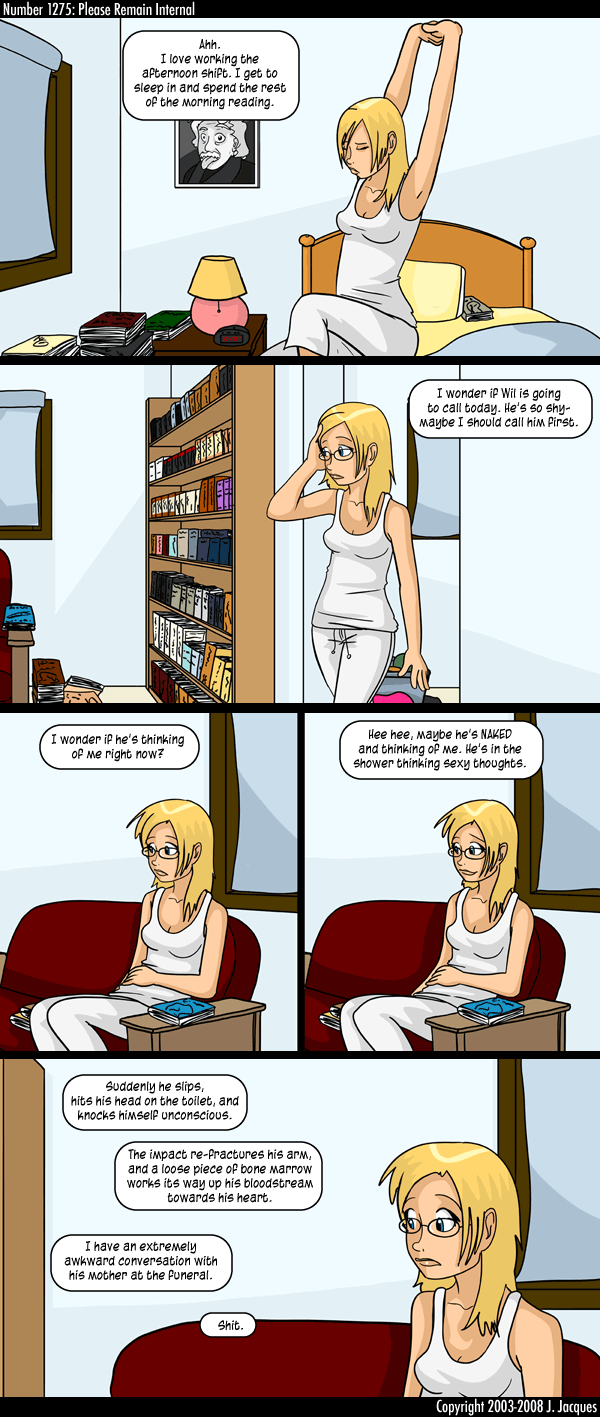 Number 1275: Please Remain Internal
Ahh.
I love working the
afternoon shift. I get to
sleep in and spend the rest
of the morning reading.
I wonder if Wil is going
to call today. He's so shy-
maybe I should call him first.
I wonder if he's thinking
of me right now?
Hee hee, maybe he's NAKED
and thinking of me. He's in the
shower thinking sexy thoughts.
Suddenly he slips,
hits his head on the toilet, and
knocks himself unconscious.
The impact re-fractures his arm,
and a loose piece of bone marrow
works its way up his bloodstream
towards his heart.
I have an extremely
awkward conversation with
his mother at the funeral.
Shit.
Copyright 2003-2008 J. Jacques